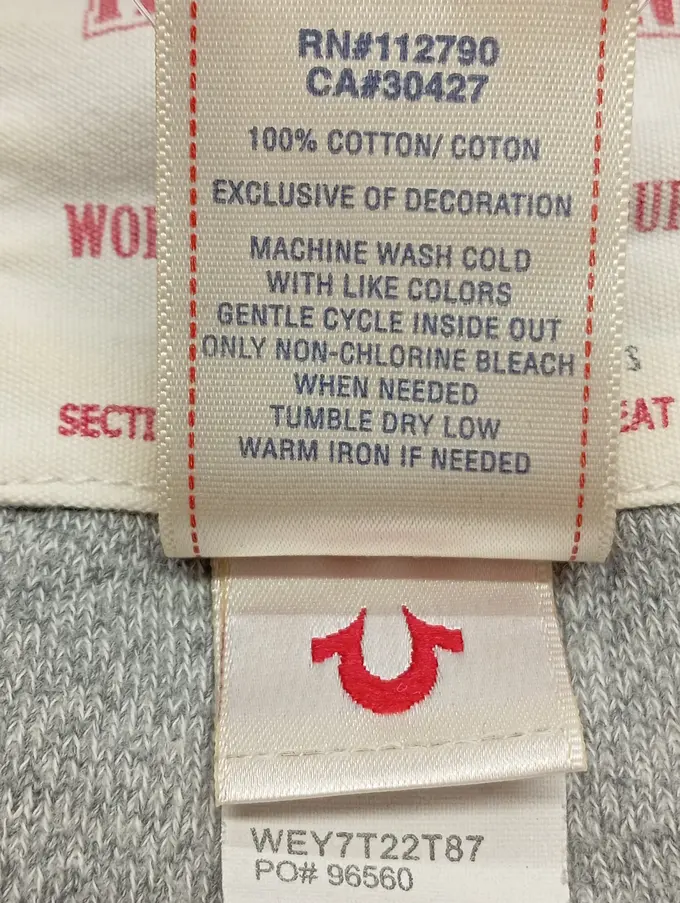 RN#112790
CA#30427
100% COTTON/ COTON
EXCLUSIVE OF DECORATION
MACHINE WASH COLD
WITH LIKE COLORS
GENTLE CYCLE INSIDE OUT
ONLY NON-CHLORINE BLEACH
WHEN NEEDED
TUMBLE DRY LOW
WARM IRON IF NEEDED
WEY7T22T87
PO# 96560